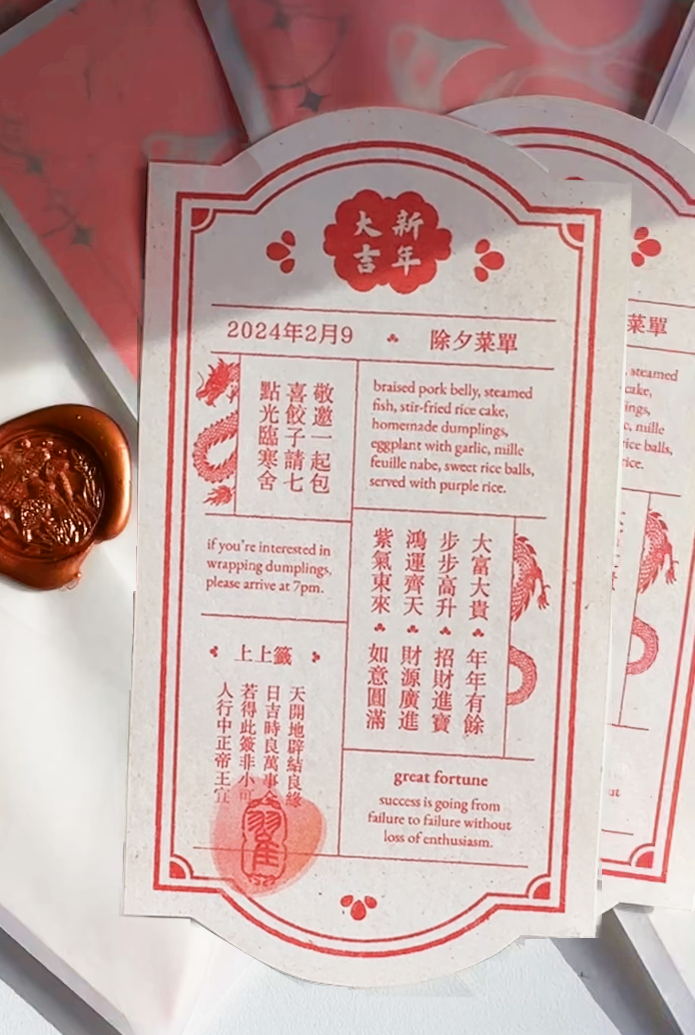 新年
大吉
2024年2月9
除夕菜單
敬邀一起包
喜餃子請七
點光臨寒舍
braised pork belly, steamed
fish, stir-fried rice cake,
homemade dumplings,
eggplant with garlic, mille
feuille nabe, sweet rice balls,
served with purple rice.
if you're interested in
wrapping dumplings,
please arrive at 7pm.
大富大貴 年年有餘
步步高升 招財進寶
鴻運齊天 財源廣進
紫氣東來 如意圓滿
上上籤
天開地辟結良緣
日吉時良萬事全
若得此簽非小可
人行中正帝王宜
great fortune
success is going from
failure to failure without
loss of enthusiasm.
菜單
steamed
cake,
ings,
c, mille
rice balls,
rice.